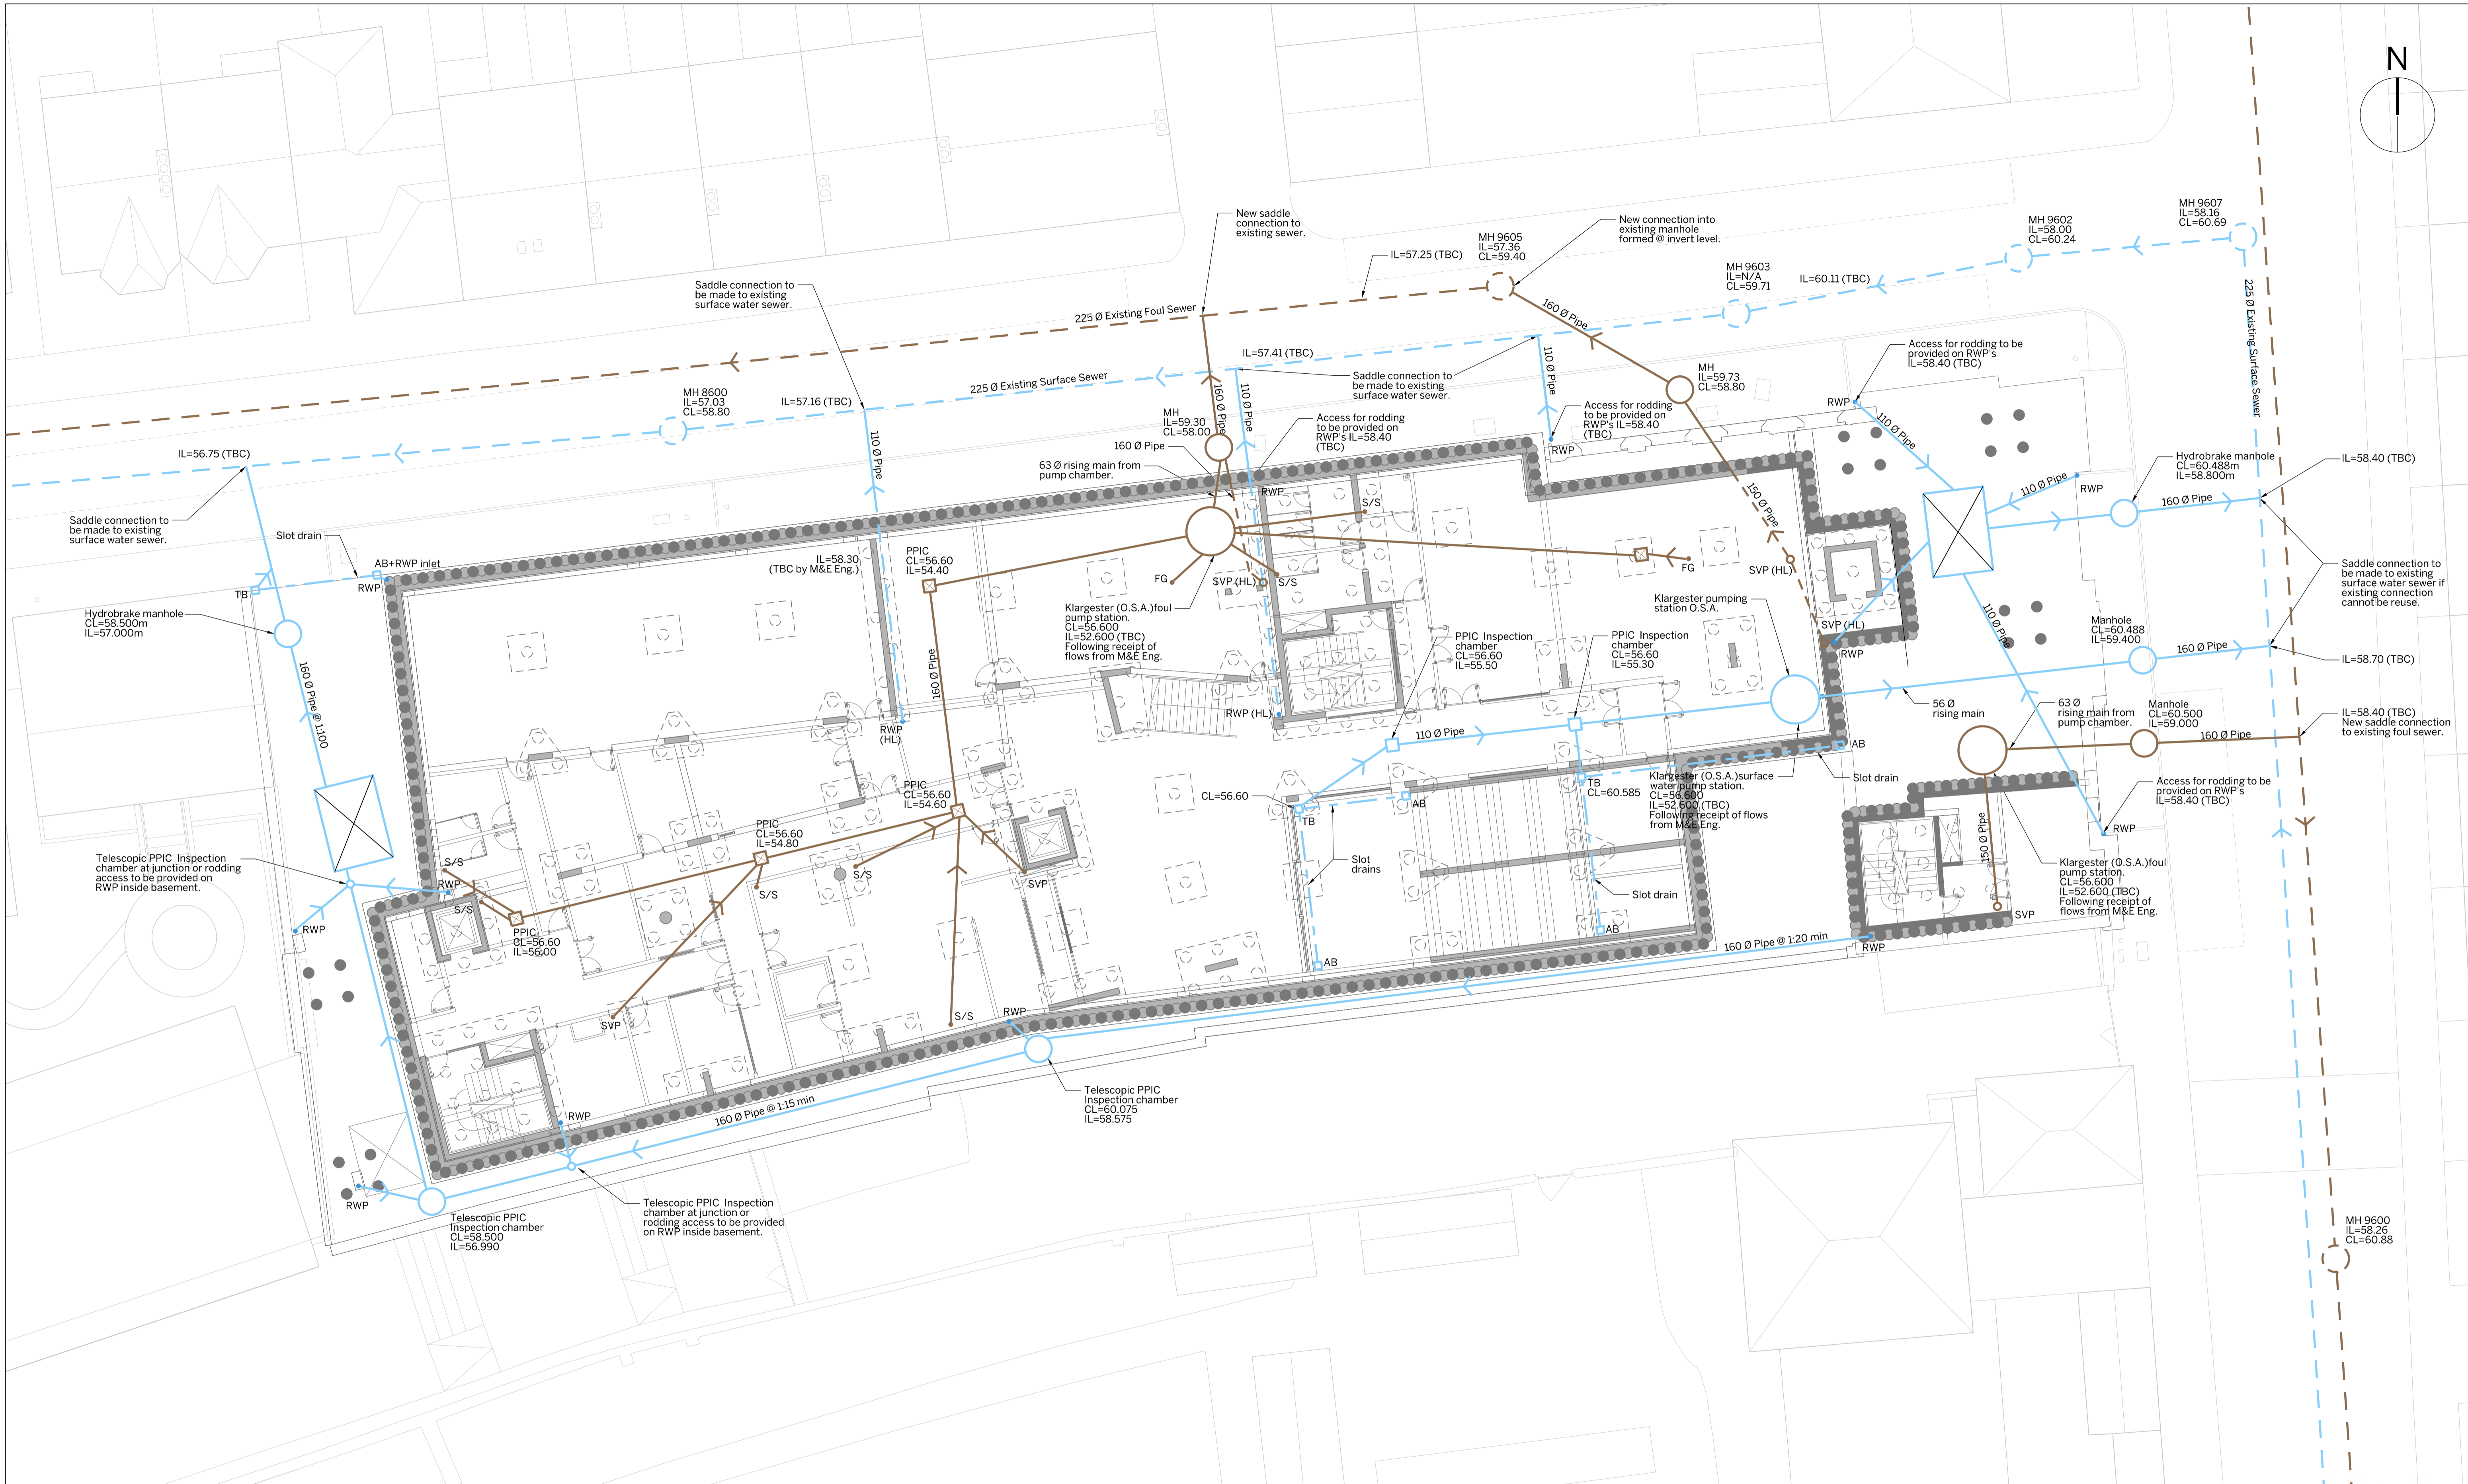 N
MH 9607
IL=58.16
CL=60.69
MH 9602
IL=58.00
CL=60.24
New saddle
connection to
existing sewer.
New connection into
existing manhole
formed @ invert level.
MH 9605
IL=57.36
CL=59.40
IL=57.25 (TBC)
MH 9603
IL=N/A
CL=59.71
IL=60.11 (TBC)
Saddle connection to
be made to existing
surface water sewer.
225 Ø Existing Foul Sewer
160 Ø Pipe
225 Ø Existing Surface Sewer
IL=57.41 (TBC)
110 Ø Pipe
Access for rodding to be
provided on RWP's
IL=58.40 (TBC)
MH
IL=59.73
CL=58.80
Saddle connection to
be made to existing
surface water sewer.
225 Ø Existing Surface Sewer
MH 8600
IL=57.03
CL=58.80
IL=57.16 (TBC)
160 Ø Pipe
110 Ø Pipe
MH
IL=59.30
CL=58.00
Access for rodding
to be provided on
RWP's IL=58.40
(TBC)
Access for rodding
to be provided on
RWP's IL=58.40
(TBC)
RWP
RWP
110 Ø Pipe
IL=56.75 (TBC)
110 Ø Pipe
160 Ø Pipe
63 Ø rising main from
pump chamber.
RWP
S/S
150 Ø Pipe
110 Ø Pipe
RWP
Hydrobrake manhole
CL=60.488m
IL=58.800m
160 Ø Pipe
IL=58.40 (TBC)
Saddle connection to
be made to existing
surface water sewer.
Slot drain
AB+RWP inlet
RWP
TB
IL=58.30
(TBC by M&E Eng.)
PPIC
CL=56.60
IL=54.40
FG
SVP (HL)
S/S
FG
SVP (HL)
Saddle connection to
be made to existing
surface water sewer if
existing connection
cannot be reuse.
Hydrobrake manhole
CL=58.500m
IL=57.000m
Klargester (O.S.A.)foul
pump station.
CL=56.600
IL=52.600 (TBC)
Following receipt of
flows from M&E Eng.
Klargester pumping
station O.S.A.
SVP (HL)
RWP
110 Ø Pipe
Manhole
CL=60.488
IL=59.400
160 Ø Pipe
IL=58.70 (TBC)
PPIC Inspection
chamber
CL=56.60
IL=55.50
PPIC Inspection
chamber
CL=56.60
IL=55.30
160 Ø Pipe @ 1:100
160 Ø Pipe
RWP
(HL)
RWP (HL)
110 Ø Pipe
56 Ø
rising main
63 Ø
rising main from
pump chamber.
Manhole
CL=60.500
IL=59.000
160 Ø Pipe
IL=58.40 (TBC)
New saddle connection
to existing foul sewer.
AB
Slot drain
TB
CL=60.585
Klargester (O.S.A.)surface
water pump station.
CL=56.600
IL=52.600 (TBC)
Following receipt of flows
from M&E Eng.
Access for rodding to be
provided on RWP's
IL=58.40 (TBC)
RWP
PPIC
CL=56.60
IL=54.60
CL=56.60
TB
AB
PPIC
CL=56.60
IL=54.80
Telescopic PPIC Inspection
chamber at junction or rodding
access to be provided on
RWP inside basement.
S/S
RWP
S/S
S/S
S/S
SVP
Slot
drains
Slot drain
150 Ø Pipe
Klargester (O.S.A.)foul
pump station.
CL=56.600
IL=52.600 (TBC)
Following receipt of
flows from M&E Eng.
SVP
RWP
PPIC
CL=56.60
IL=56.00
AB
AB
160 Ø Pipe @ 1:20 min
RWP
SVP
S/S
RWP
Telescopic PPIC
Inspection chamber
CL=60.075
IL=58.575
160 Ø Pipe @ 1:15 min
RWP
RWP
Telescopic PPIC
Inspection chamber
CL=58.500
IL=56.990
Telescopic PPIC Inspection
chamber at junction or
rodding access to be provided
on RWP inside basement.
MH 9600
IL=58.26
CL=60.88